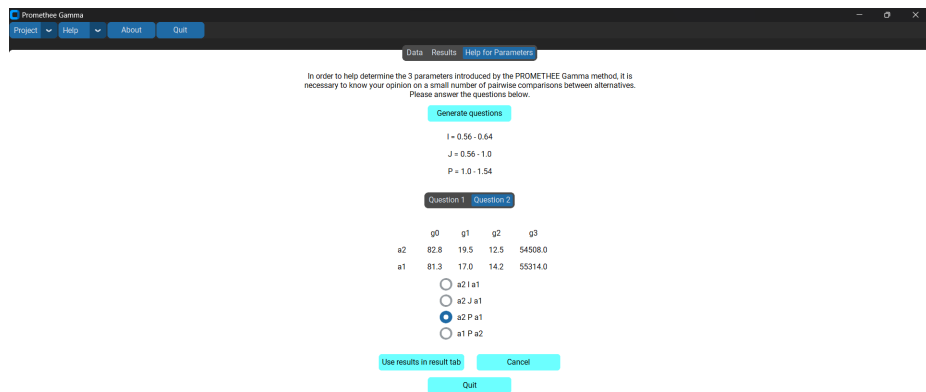 Promethee Gamma
Project Help About Quit
Data Results Help for Parameters
In order to help determine the 3 parameters introduced by the PROMETHEE Gamma method, it is
necessary to know your opinion on a small number of pairwise comparisons between alternatives.
Please answer the questions below.
Generate questions
I = 0.56 - 0.64
J = 0.56 - 1.0
P = 1.0 - 1.54
Question 1 Question 2
g0 g1 g2 g3
a2 82.8 19.5 12.5 54508.0
a1 81.3 17.0 14.2 55314.0
a2 I a1
a2 J a1
a2 P a1
a1 P a2
Use results in result tab Cancel
Quit